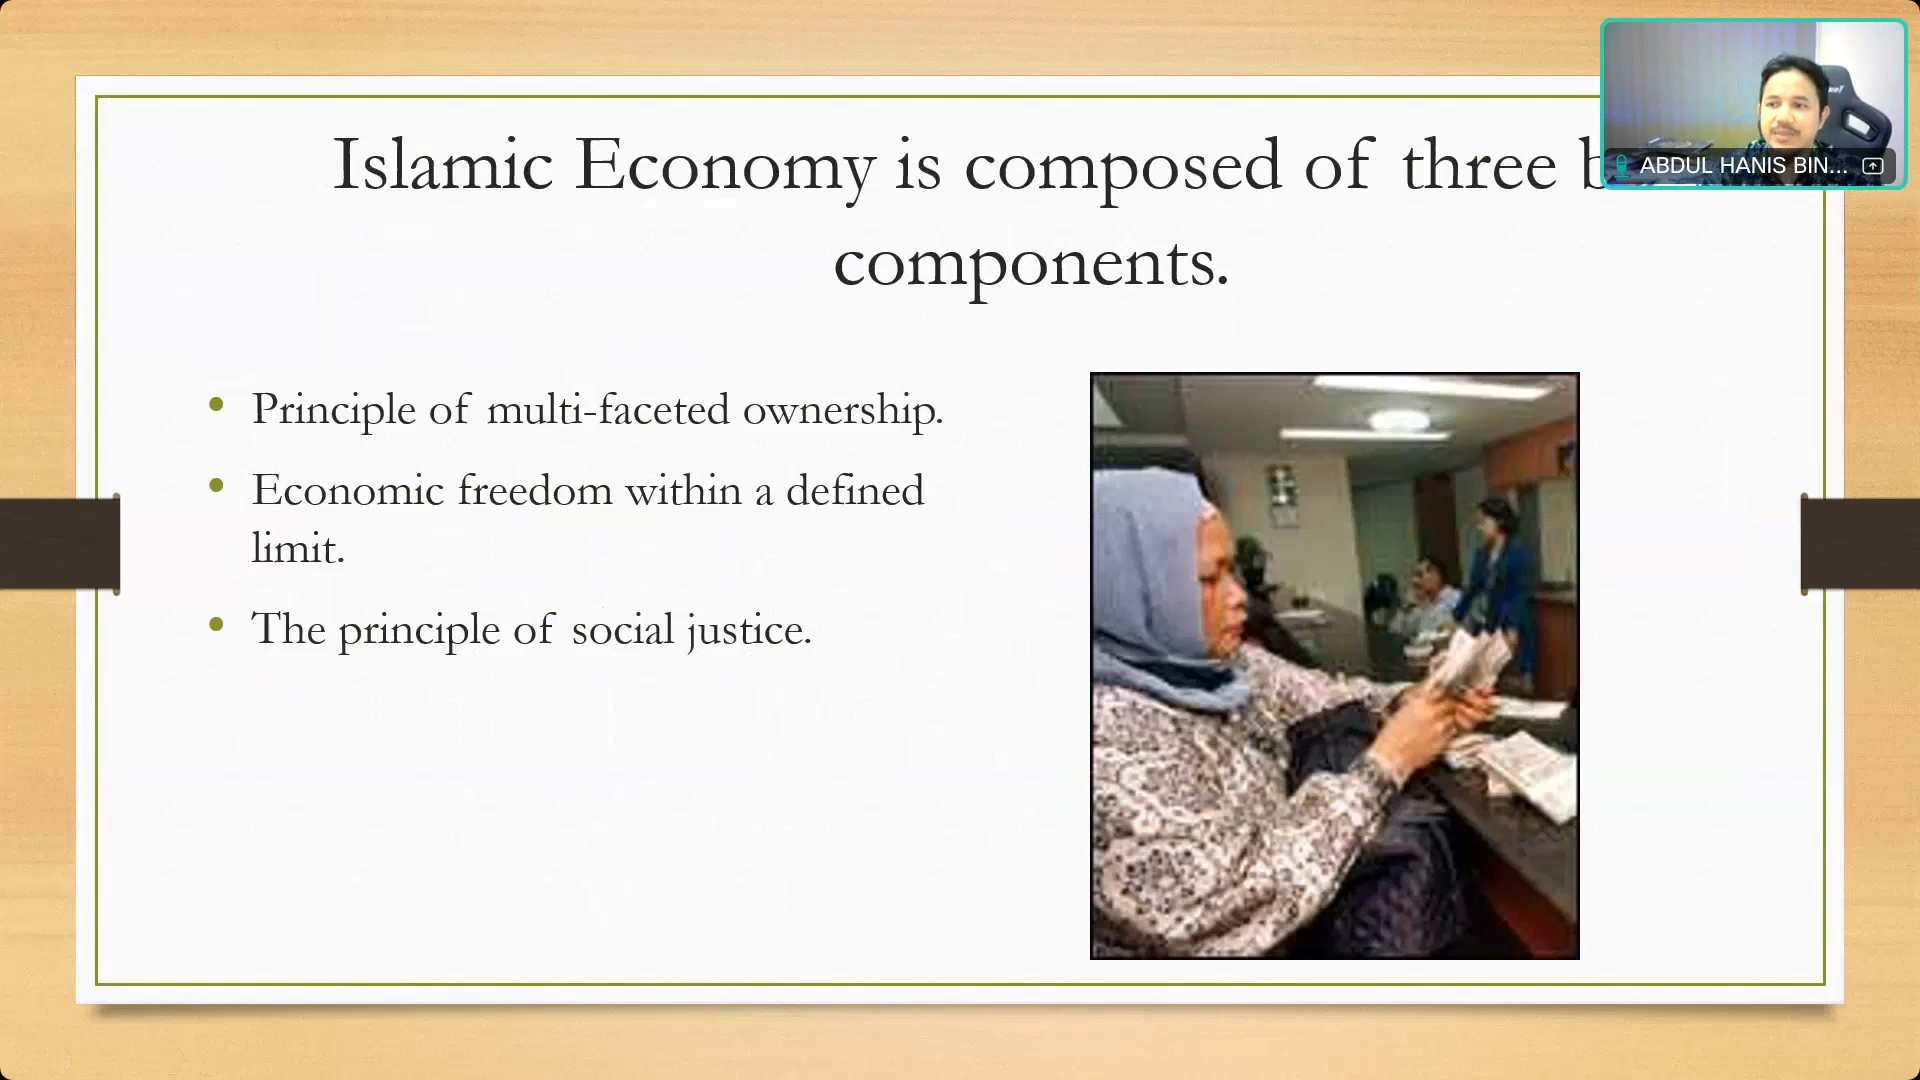 Islamic Economy is composed of three
components.
• Principle of multi-faceted ownership.
• Economic freedom within a defined
limit.
• The principle of social justice.
ABDUL HANIS BIN...